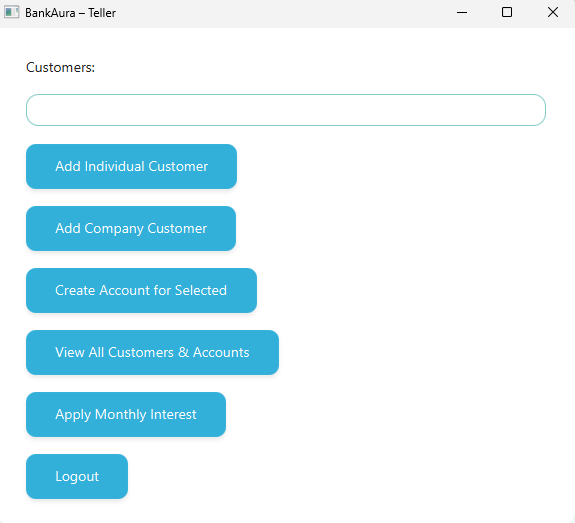 BankAura – Teller
Customers:
Add Individual Customer
Add Company Customer
Create Account for Selected
View All Customers & Accounts
Apply Monthly Interest
Logout